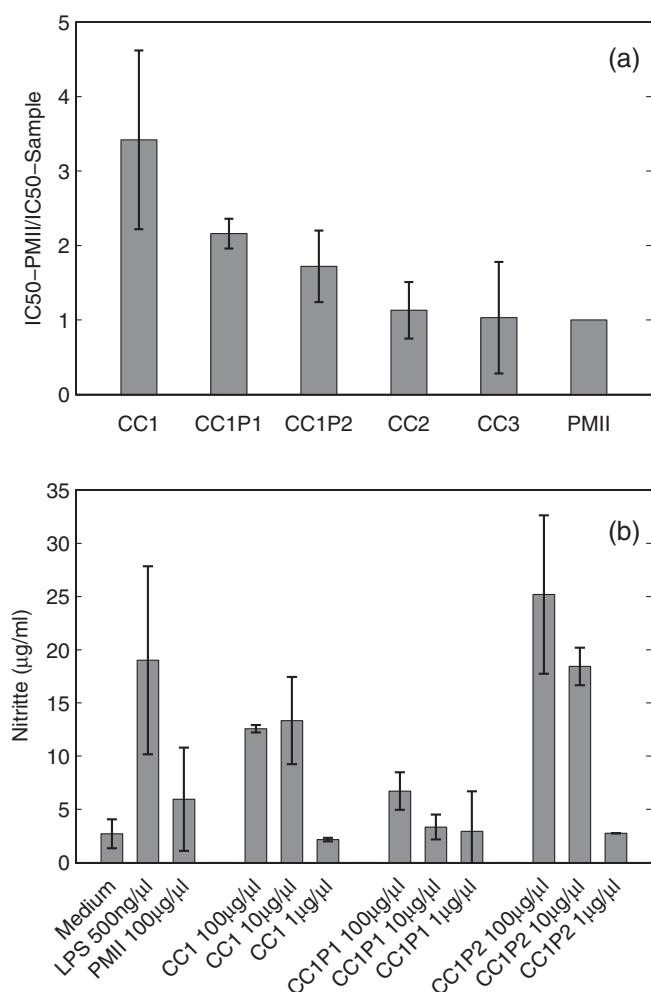 5
(a)
4
3
2
1
0
IC50–PMII/IC50–Sample
CC1 CC1P1 CC1P2 CC2 CC3 PMII
35
(b)
30
25
20
15
10
5
0
Nitritte (μg/ml)
Medium
LPS 500ng/μl
PMII 100μg/μl
CC1 100μg/μl
CC1 10μg/μl
CC1 1μg/μl
CC1P1 100μg/μl
CC1P1 10μg/μl
CC1P1 1μg/μl
CC1P2 100μg/μl
CC1P2 10μg/μl
CC1P2 1μg/μl